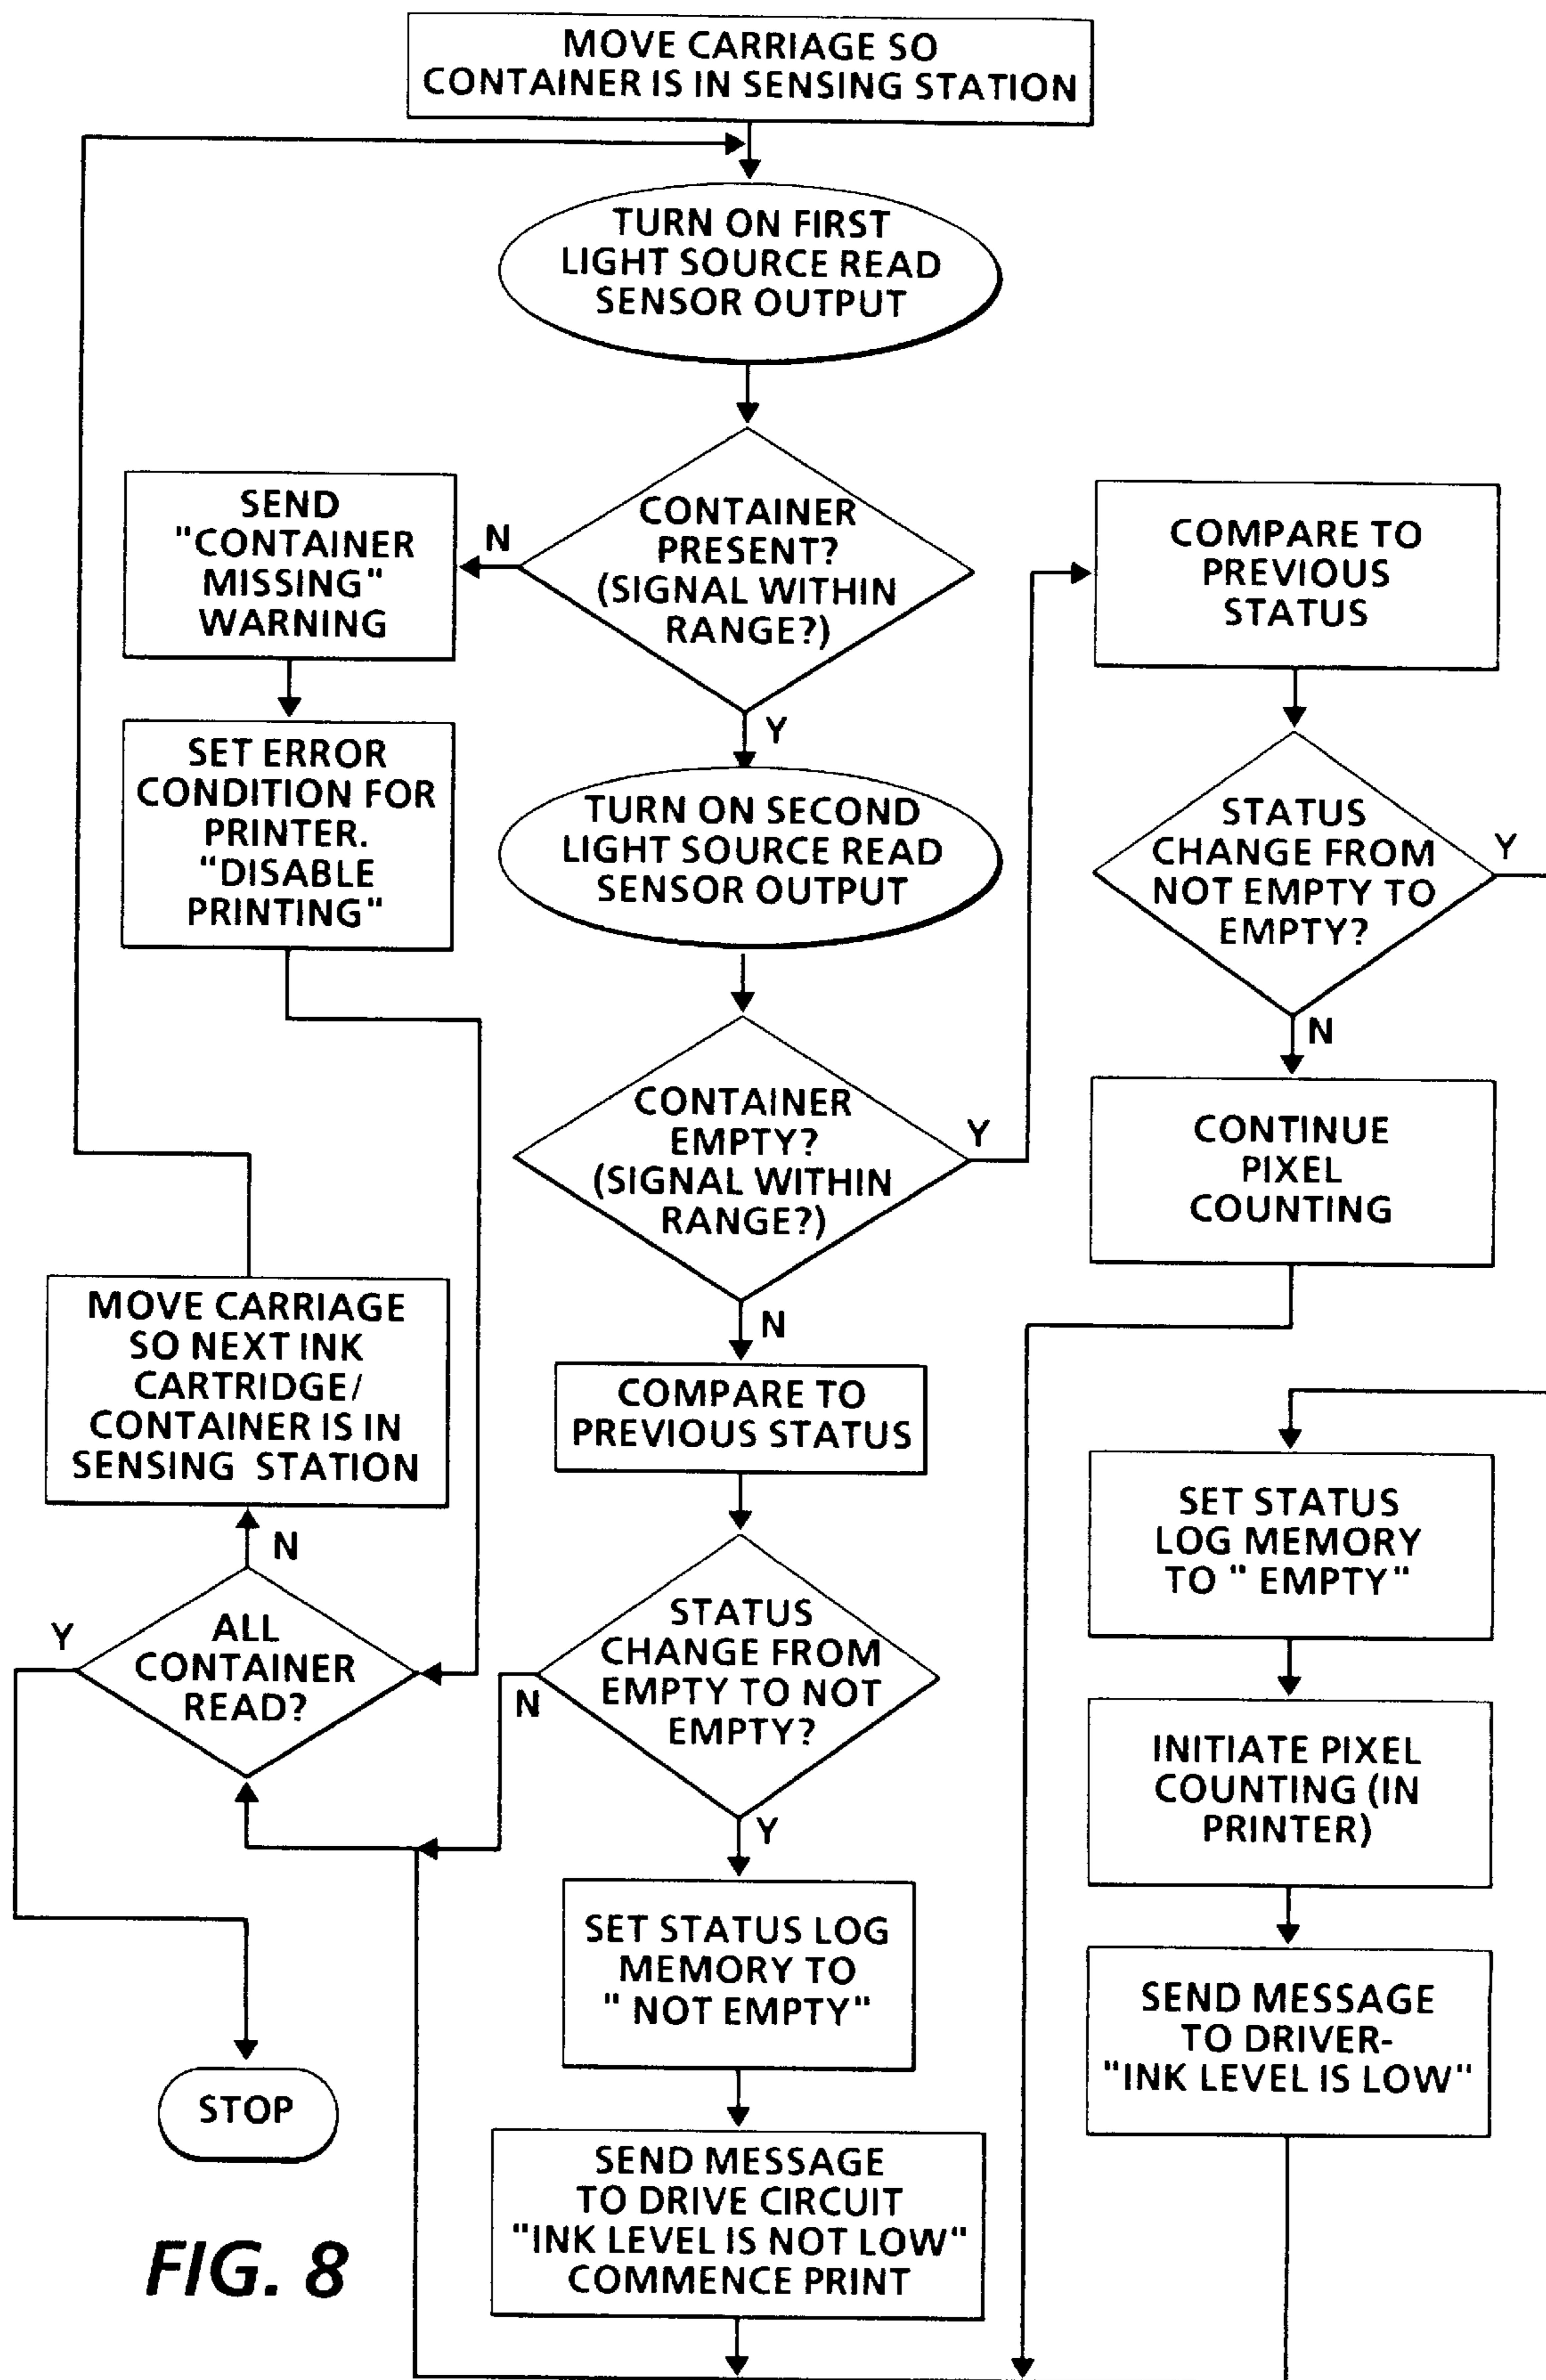 MOVE CARRIAGE SO
CONTAINER IS IN SENSING STATION
TURN ON FIRST
LIGHT SOURCE READ
SENSOR OUTPUT
CONTAINER
PRESENT?
(SIGNAL WITHIN
RANGE?)
N
Y
SEND
"CONTAINER
MISSING"
WARNING
SET ERROR
CONDITION FOR
PRINTER.
"DISABLE
PRINTING"
TURN ON SECOND
LIGHT SOURCE READ
SENSOR OUTPUT
CONTAINER
EMPTY?
(SIGNAL WITHIN
RANGE?)
Y
N
COMPARE TO
PREVIOUS
STATUS
STATUS
CHANGE FROM
NOT EMPTY TO
EMPTY?
Y
N
CONTINUE
PIXEL
COUNTING
SET STATUS
LOG MEMORY
TO " EMPTY"
INITIATE PIXEL
COUNTING (IN
PRINTER)
SEND MESSAGE
TO DRIVER-
"INK LEVEL IS LOW"
COMPARE TO
PREVIOUS STATUS
STATUS
CHANGE FROM
EMPTY TO NOT
EMPTY?
N
Y
SET STATUS LOG
MEMORY TO
" NOT EMPTY"
SEND MESSAGE
TO DRIVE CIRCUIT
"INK LEVEL IS NOT LOW"
COMMENCE PRINT
MOVE CARRIAGE
SO NEXT INK
CARTRIDGE/
CONTAINER IS IN
SENSING STATION
N
ALL
CONTAINER
READ?
Y
STOP
FIG. 8